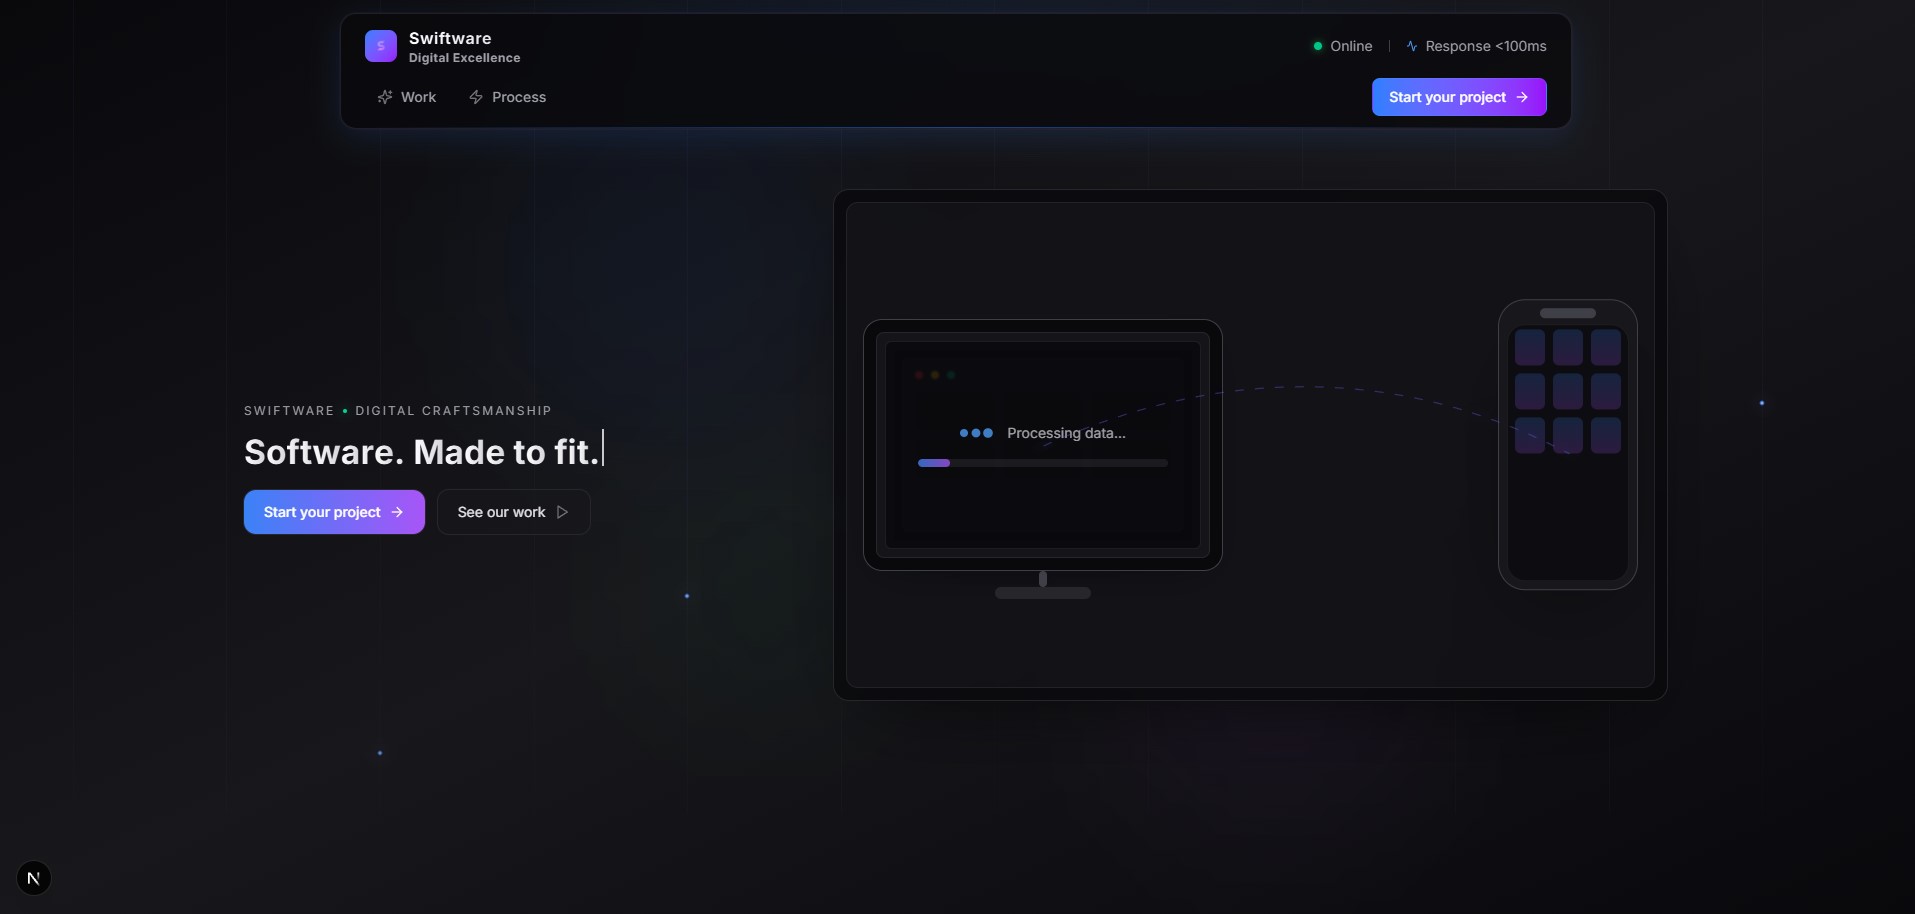 S
Swiftware
Digital Excellence
Online
Response <100ms
Work
Process
Start your project
SWIFTWARE • DIGITAL CRAFTSMANSHIP
Software. Made to fit.
Start your project
See our work
Processing data...
N